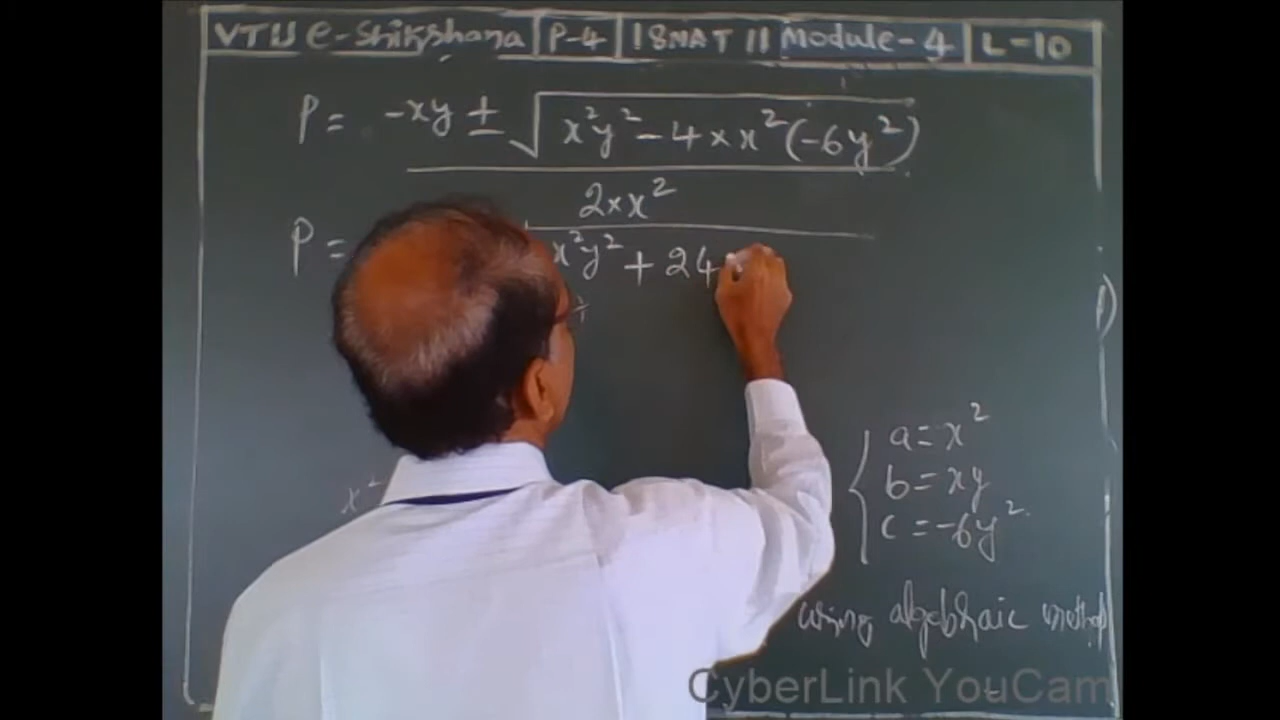 VTU e-Shikshana P-4 18MAT11 Module-4 L-10
P = -xy ± √(x²y² - 4 × x² (-6y²))
2 × x²
P =
x²y² + 24
x²
a = x²
b = xy
c = -6y²
using algebraic method
CyberLink YouCam